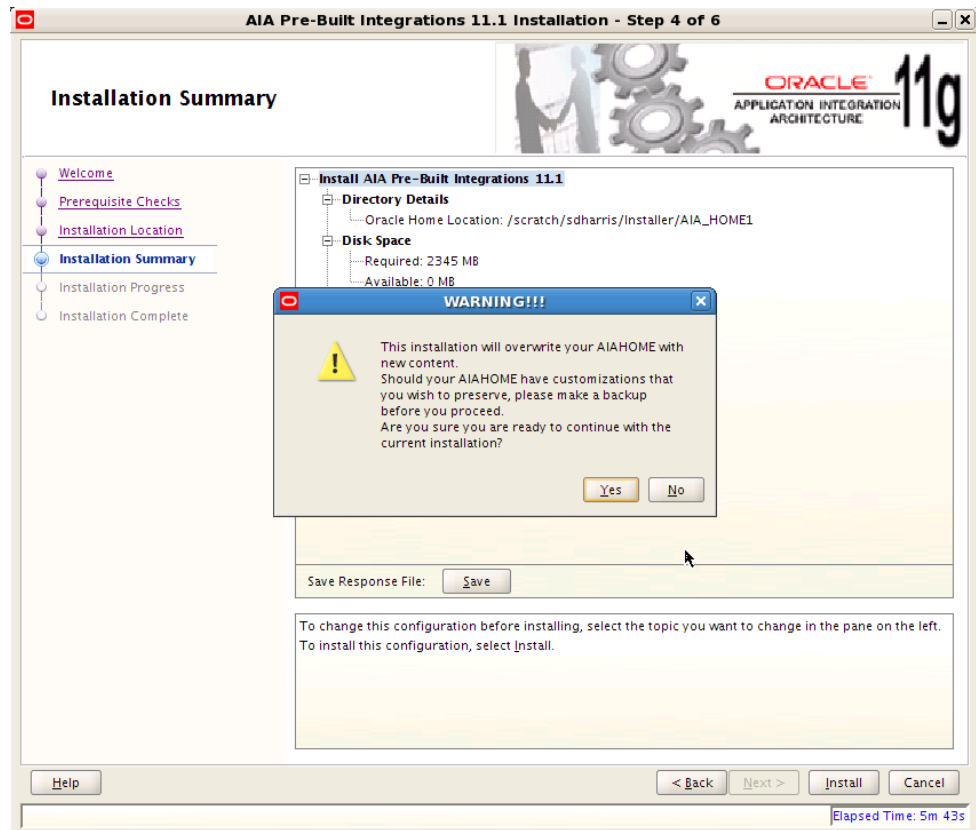 AIA Pre-Built Integrations 11.1 Installation - Step 4 of 6
Installation Summary
ORACLE
APPLICATION INTEGRATION
ARCHITECTURE
11g
Welcome
Prerequisite Checks
Installation Location
Installation Summary
Installation Progress
Installation Complete
Install AIA Pre-Built Integrations 11.1
Directory Details
Oracle Home Location: /scratch/sdharris/Installer/AIA_HOME1
Disk Space
Required: 2345 MB
Available: 0 MB
WARNING!!!
This installation will overwrite your AIAHOME with
new content.
Should your AIAHOME have customizations that
you wish to preserve, please make a backup
before you proceed.
Are you sure you are ready to continue with the
current installation?
Yes No
Save Response File: Save
To change this configuration before installing, select the topic you want to change in the pane on the left.
To install this configuration, select Install.
Help < Back Next > Install Cancel
Elapsed Time: 5m 43s